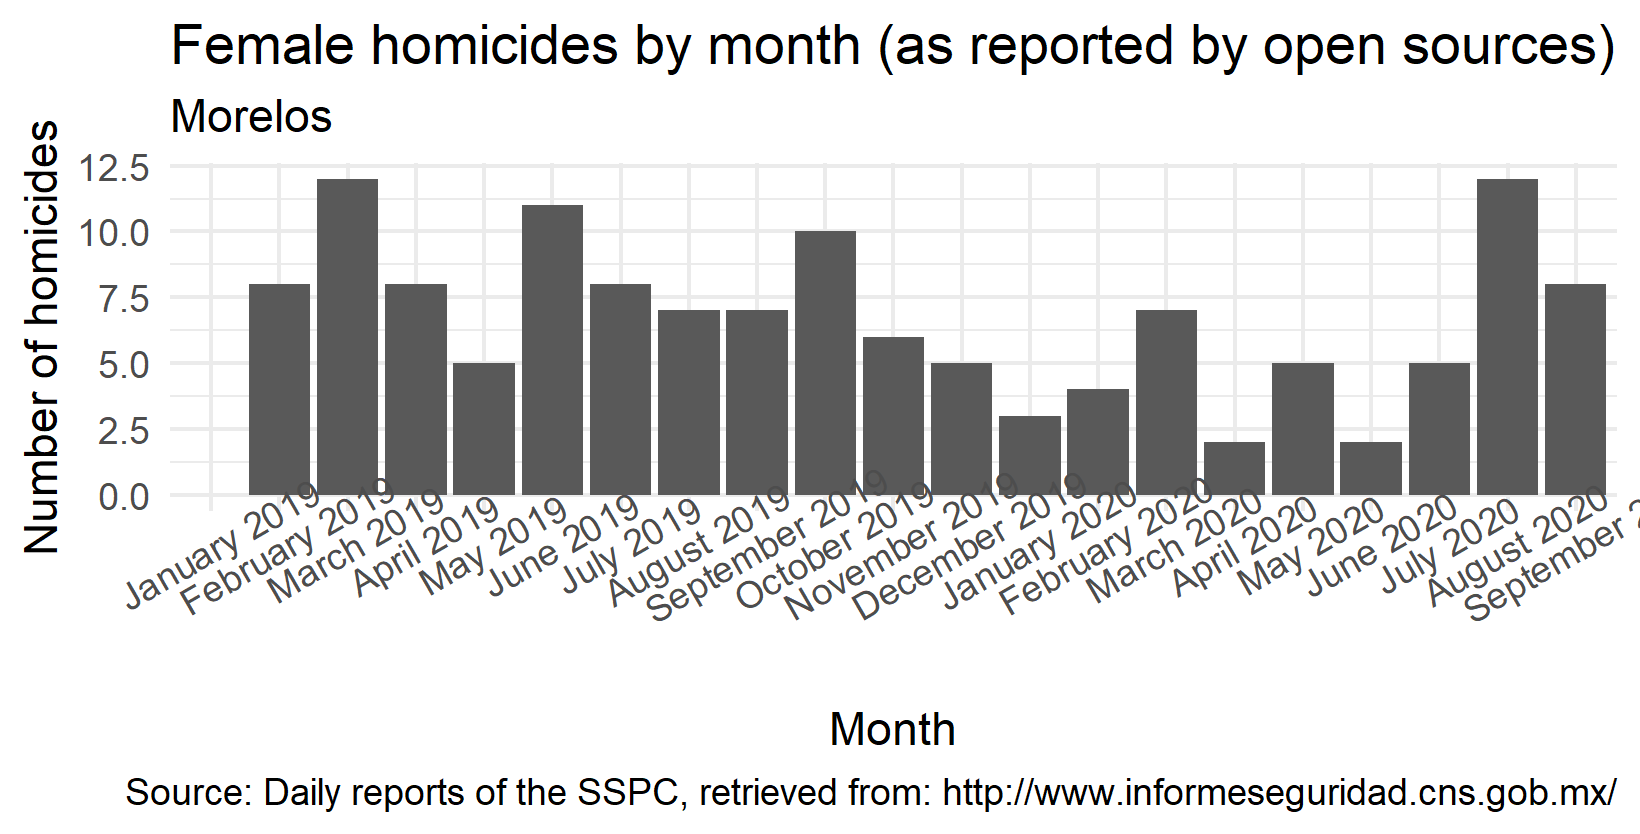 Female homicides by month (as reported by open sources)
Morelos
Number of homicides
12.5
10.0
7.5
5.0
2.5
0.0
January 2019
February 2019
March 2019
April 2019
May 2019
June 2019
July 2019
August 2019
September 2019
October 2019
November 2019
December 2019
January 2020
February 2020
March 2020
April 2020
May 2020
June 2020
July 2020
August 2020
September 2
Month
Source: Daily reports of the SSPC, retrieved from: http://www.informeseguridad.cns.gob.mx/